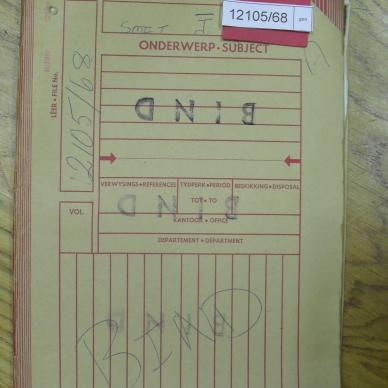 12105/68
SMIT I
ONDERWERP • SUBJECT
LÊER • FILE No.
12105/68
BIND
VERWYSINGS • REFERENCES
TYDPERK • PERIOD
BESKIKKING • DISPOSAL
TOT • TO
BIND
VOL.
KANTOOR • OFFICE
DEPARTEMENT • DEPARTMENT
BIND
BIND